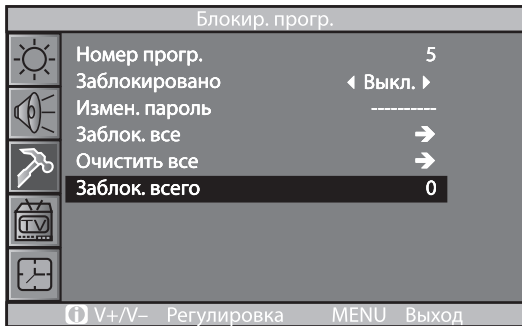 Блокир. прогр.
Номер прогр. 5
Заблокировано Выкл.
Измен. пароль ----------
Заблок. все
Очистить все
Заблок. всего 0
TV
V+/V– Регулировка MENU Выход